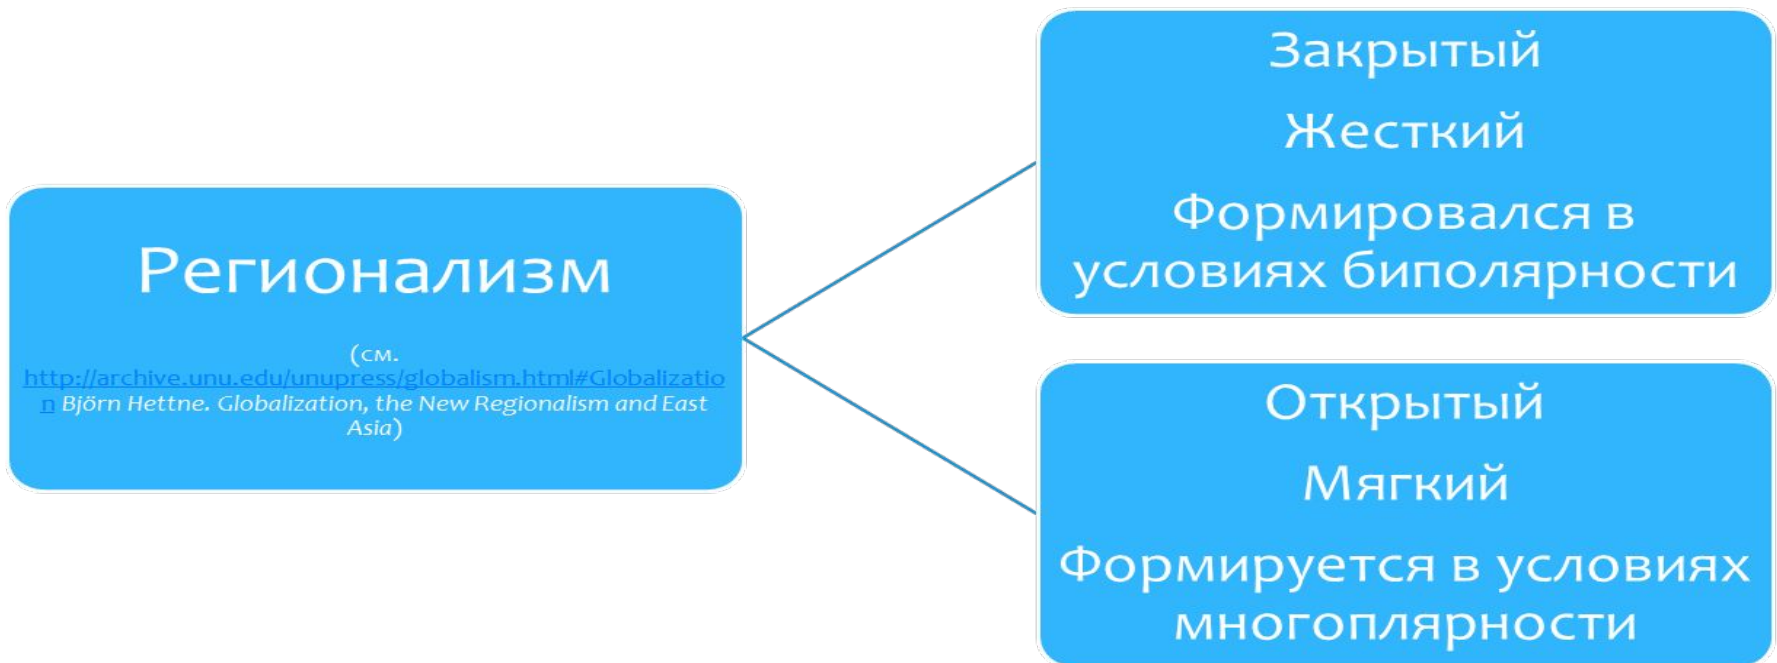 Регионализм
(см.
http://archive.unu.edu/unupress/globalism.html#Globalizatio
n Björn Hettne. Globalization, the New Regionalism and East
Asia)
Закрытый
Жесткий
Формировался в
условиях биполярности
Открытый
Мягкий
Формируется в условиях
многоплярности